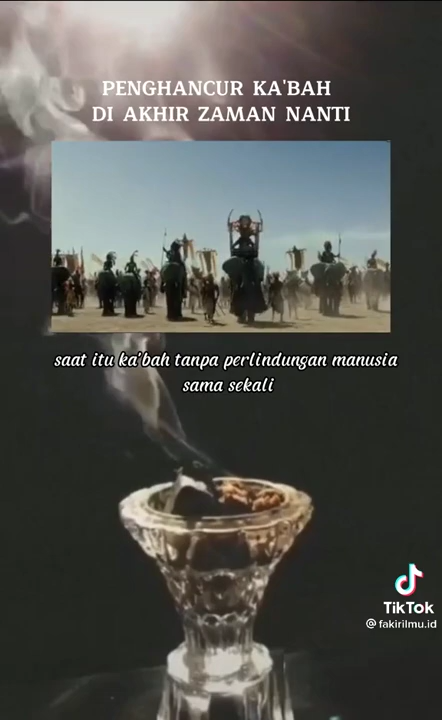 PENGHANCUR KA'BAH
DI AKHIR ZAMAN NANTI
saat itu ka'bah tanpa perlindungan manusia
sama sekali
TikTok
@fakirilmu.id